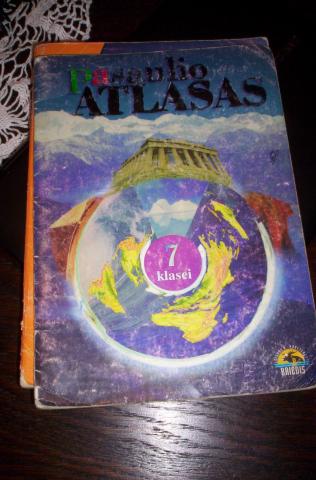 Pasaulio
ATLASAS
7
klasei
BRIEDIS